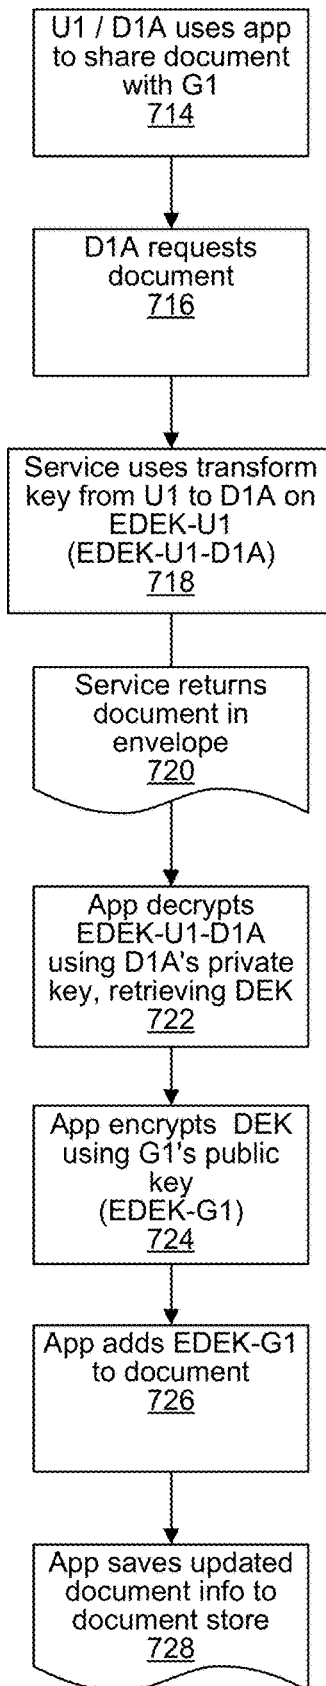 U1 / D1A uses app
to share document
with G1
714
D1A requests
document
716
Service uses transform
key from U1 to D1A on
EDEK-U1
(EDEK-U1-D1A)
718
Service returns
document in
envelope
720
App decrypts
EDEK-U1-D1A
using D1A's private
key, retrieving DEK
722
App encrypts DEK
using G1's public
key
(EDEK-G1)
724
App adds EDEK-G1
to document
726
App saves updated
document info to
document store
728